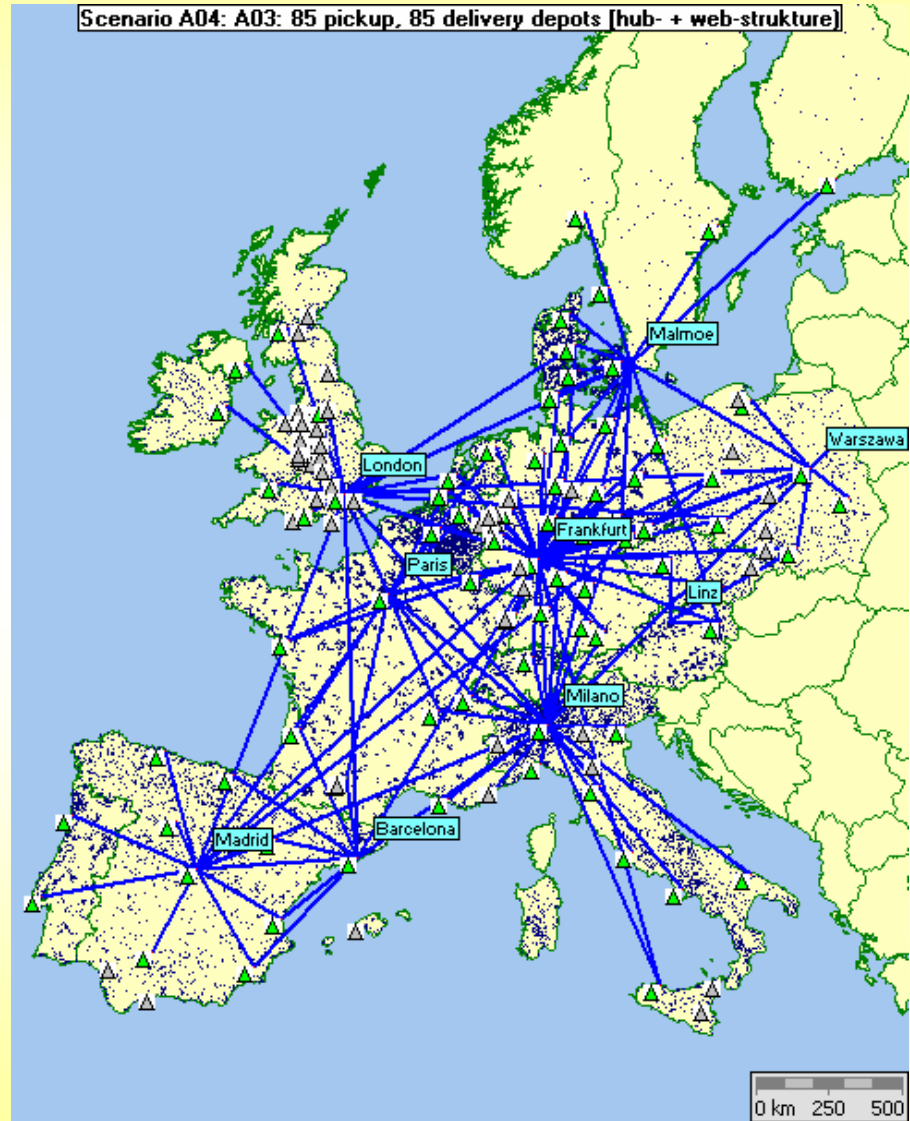 Scenario A04: A03: 85 pickup, 85 delivery depots [hub- + web-strukture]
Malmoe
Warszawa
London
Frankfurt
Paris
Linz
Milano
Barcelona
Madrid
0 km 250 500